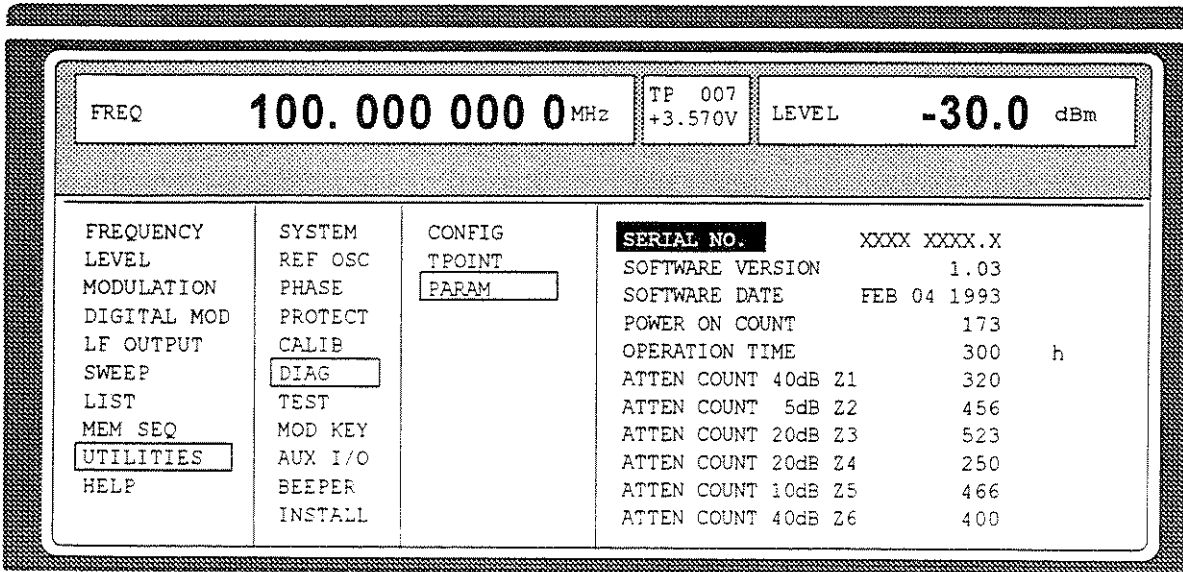 FREQ 100. 000 000 0 MHz
TP 007
+3.570V
LEVEL -30.0 dBm
FREQUENCY
LEVEL
MODULATION
DIGITAL MOD
LF OUTPUT
SWEEP
LIST
MEM SEQ
UTILITIES
HELP
SYSTEM
REF OSC
PHASE
PROTECT
CALIB
DIAG
TEST
MOD KEY
AUX I/O
BEEPER
INSTALL
CONFIG
TPOINT
PARAM
SERIAL NO. XXXX XXXX.X
SOFTWARE VERSION 1.03
SOFTWARE DATE FEB 04 1993
POWER ON COUNT 173
OPERATION TIME 300 h
ATTEN COUNT 40dB Z1 320
ATTEN COUNT 5dB Z2 456
ATTEN COUNT 20dB Z3 523
ATTEN COUNT 20dB Z4 250
ATTEN COUNT 10dB Z5 466
ATTEN COUNT 40dB Z6 400